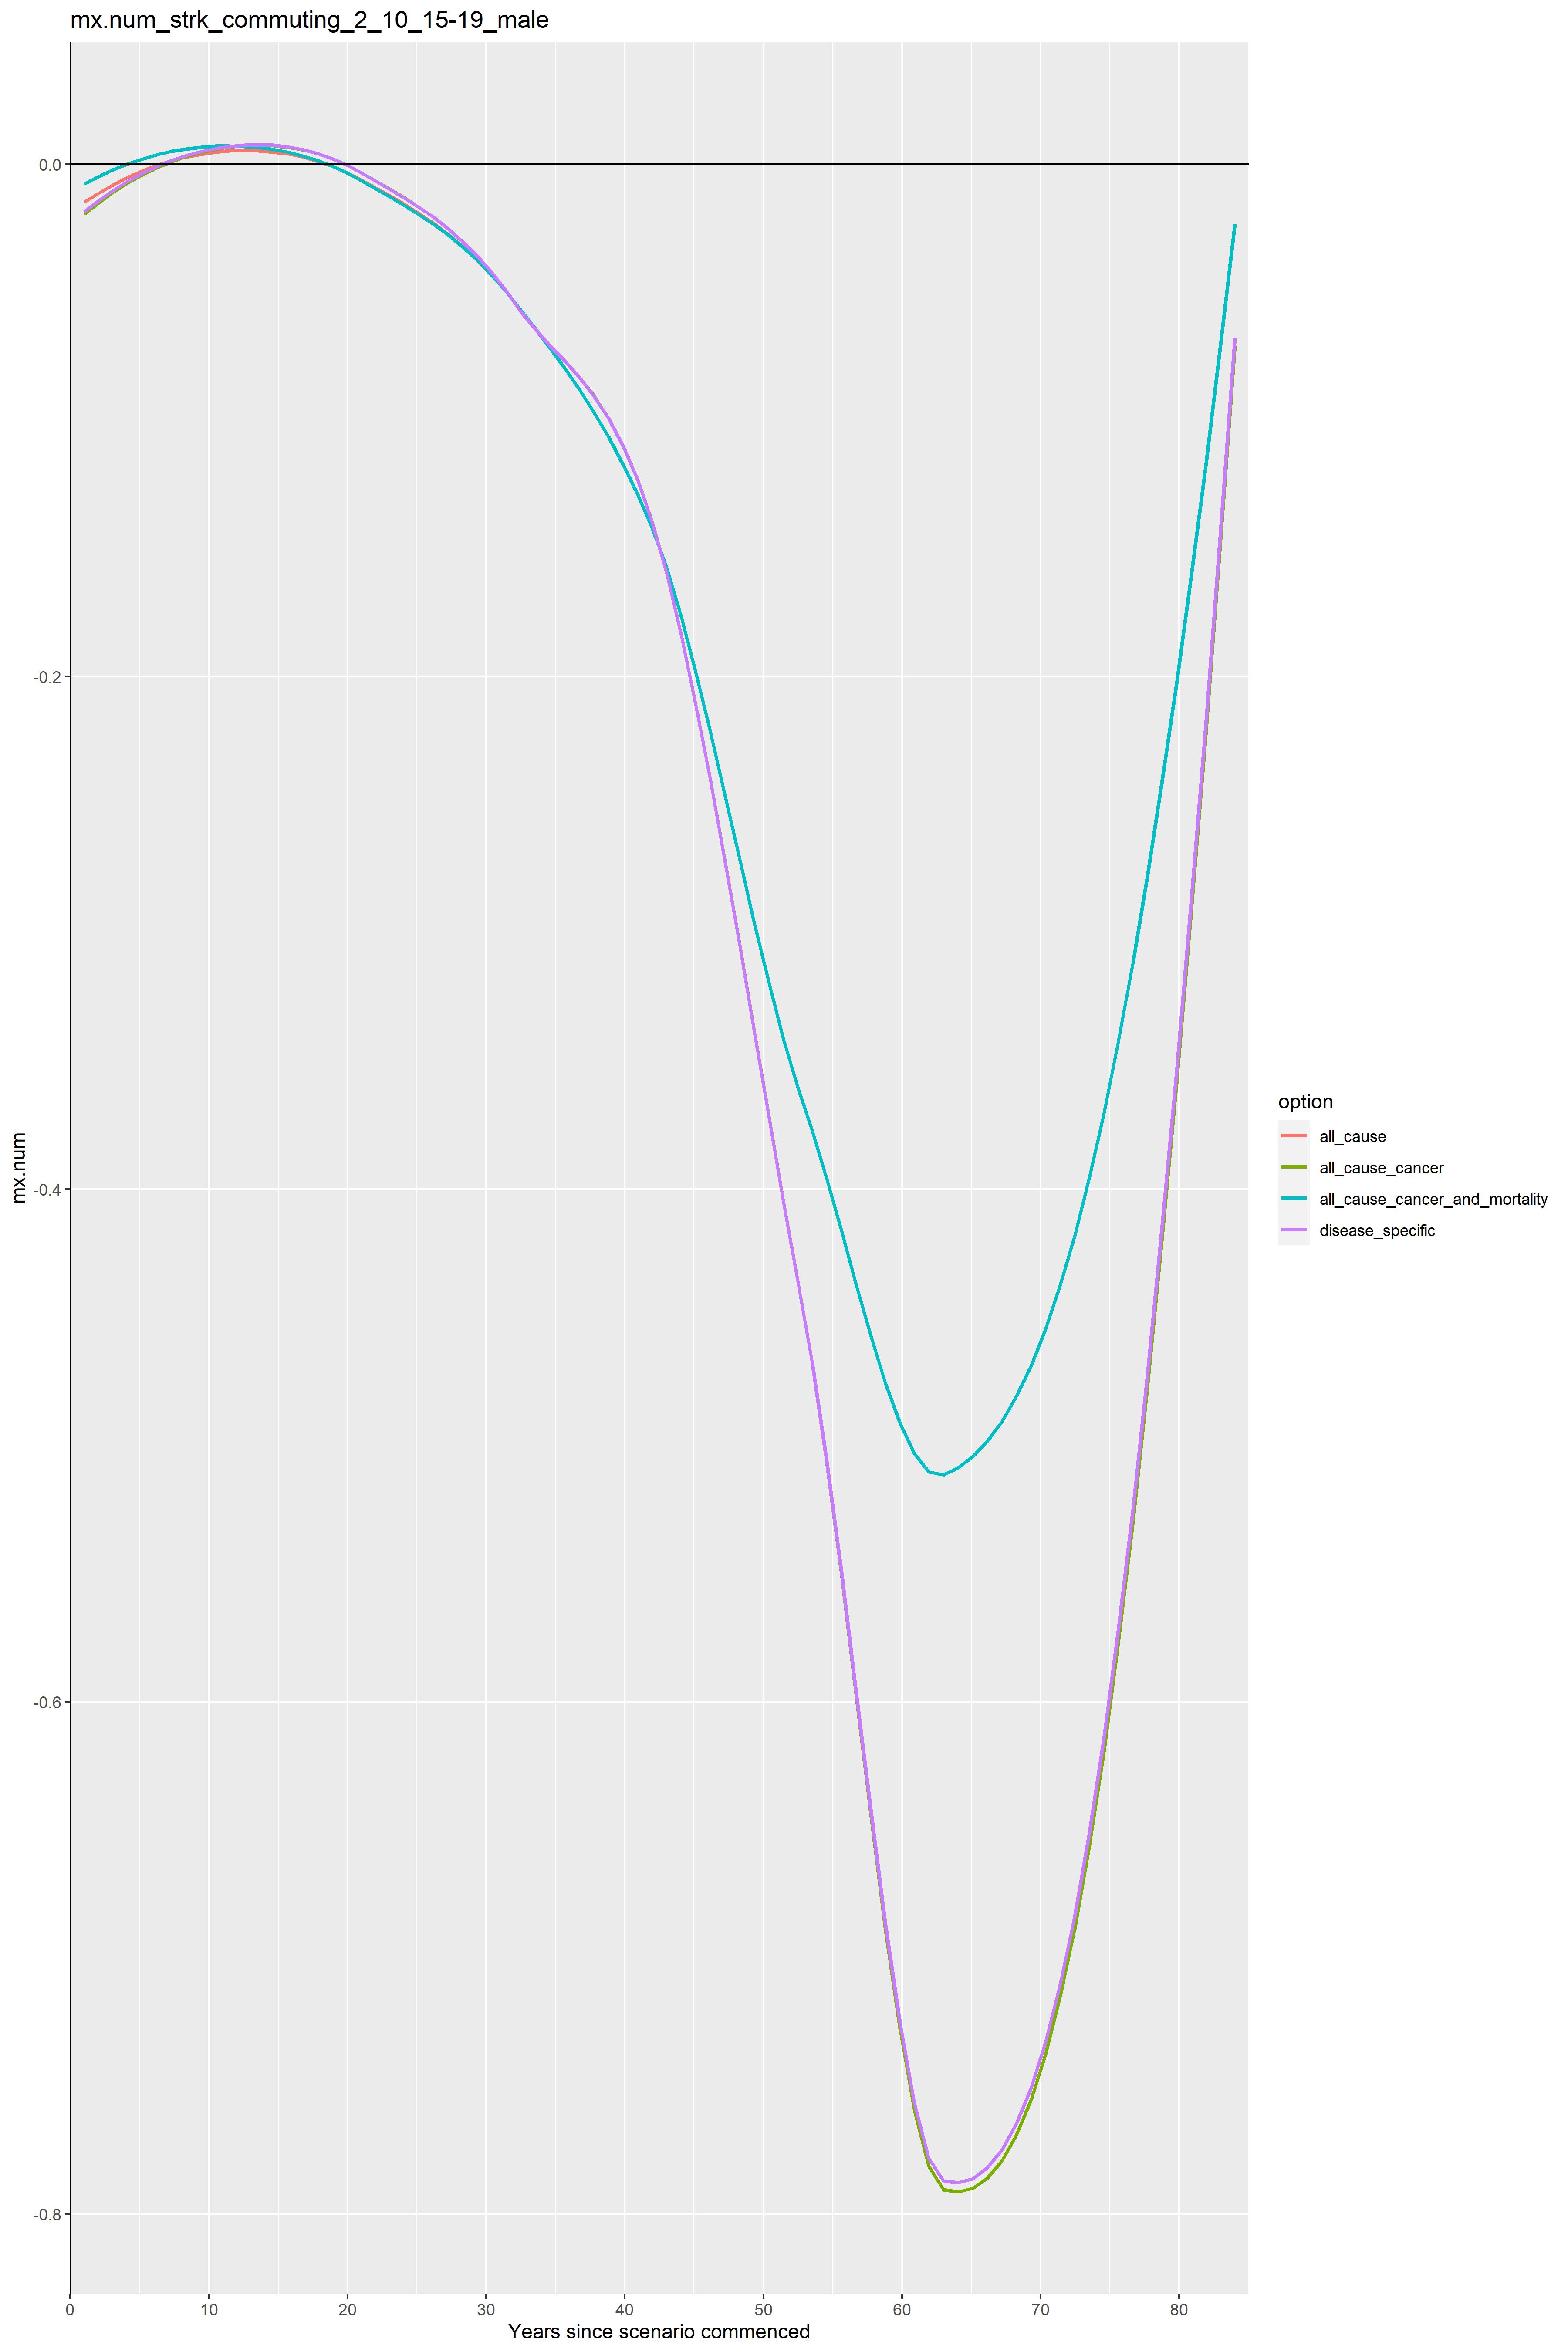 mx.num_strk_commuting_2_10_15-19_male
mx.num
0.0
-0.2
-0.4
-0.6
-0.8
0 10 20 30 40 50 60 70 80
Years since scenario commenced
option
all_cause
all_cause_cancer
all_cause_cancer_and_mortality
disease_specific